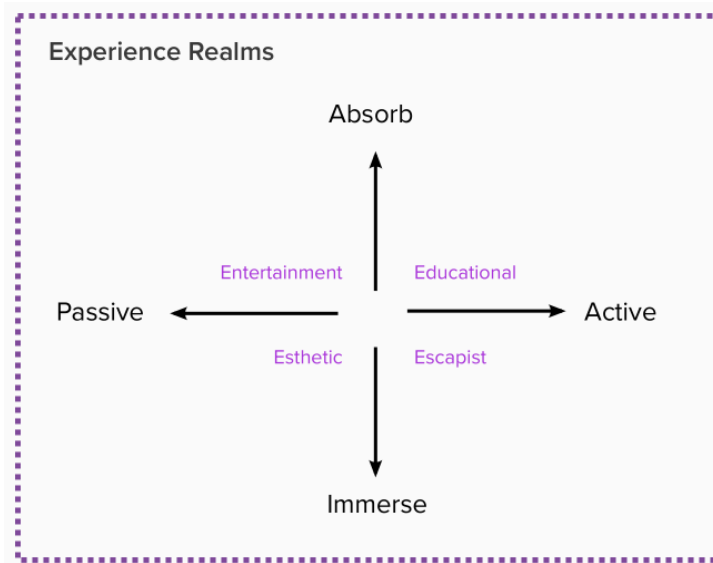 Experience Realms
Absorb
Entertainment
Educational
Passive
Active
Esthetic
Escapist
Immerse